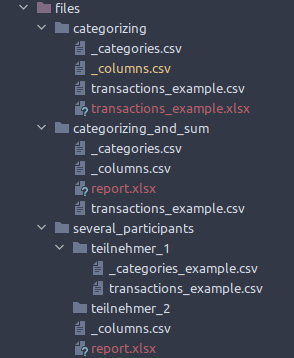 files
categorizing
_categories.csv
_columns.csv
transactions_example.csv
transactions_example.xlsx
categorizing_and_sum
_categories.csv
_columns.csv
report.xlsx
transactions_example.csv
several_participants
teilnehmer_1
_categories_example.csv
transactions_example.csv
teilnehmer_2
_columns.csv
report.xlsx